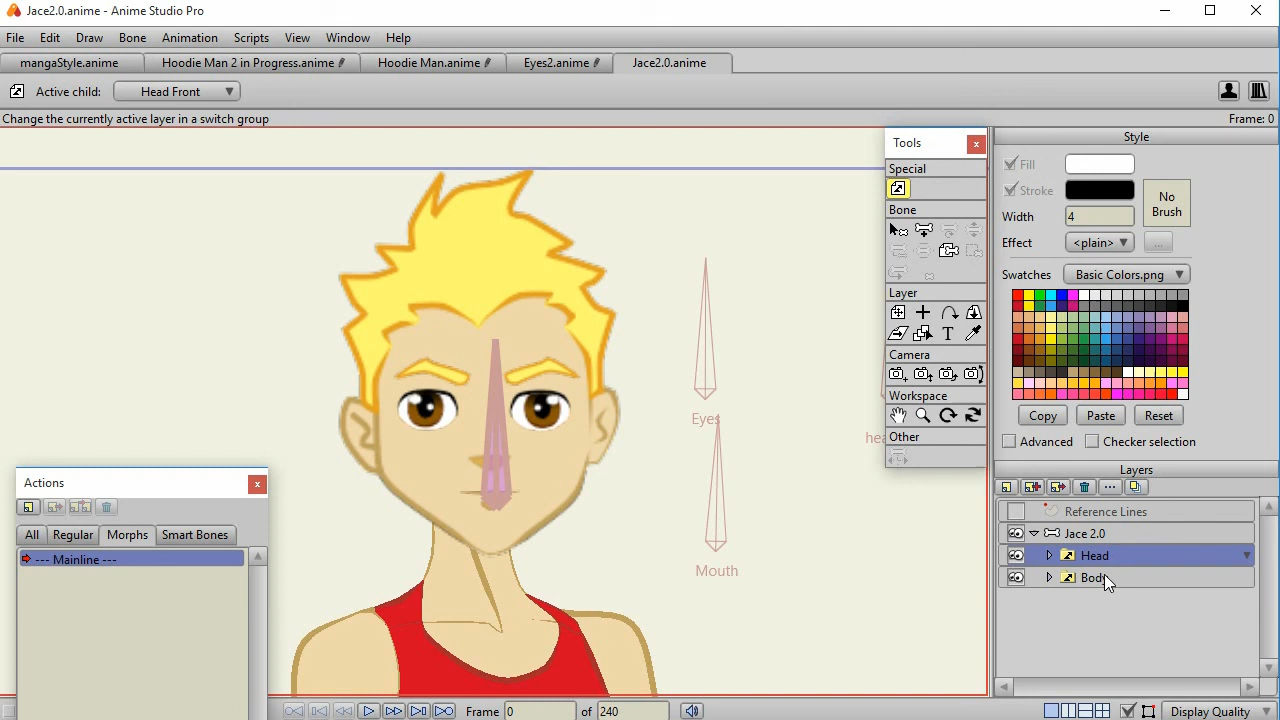 Jace2.0.anime - Anime Studio Pro
File Edit Draw Bone Animation Scripts View Window Help
mangaStyle.anime Hoodie Man 2 in Progress.anime Hoodie Man.anime Eyes2.anime Jace2.0.anime
Active child: Head Front
Change the currently active layer in a switch group Frame: 0
Tools
Special
Bone
Layer
T
Camera
Workspace
Other
Style
Fill
Stroke
Width 4
No Brush
Effect <plain> ...
Swatches Basic Colors.png
Copy Paste Reset
Advanced Checker selection
Layers
Reference Lines
Jace 2.0
Head
Body
Eyes
Mouth
Actions
All Regular Morphs Smart Bones
--- Mainline ---
Frame 0 of 240 Display Quality